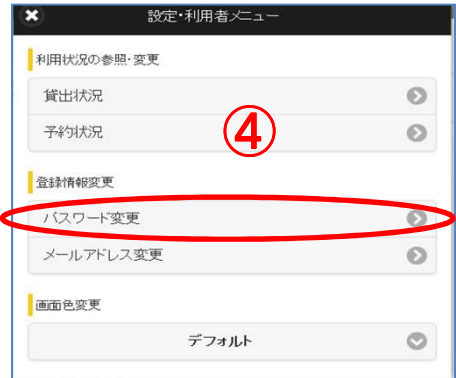 設定・利用者メニュー
利用状況の参照・変更
貸出状況
予約状況
④
登録情報変更
パスワード変更
メールアドレス変更
画面色変更
デフォルト